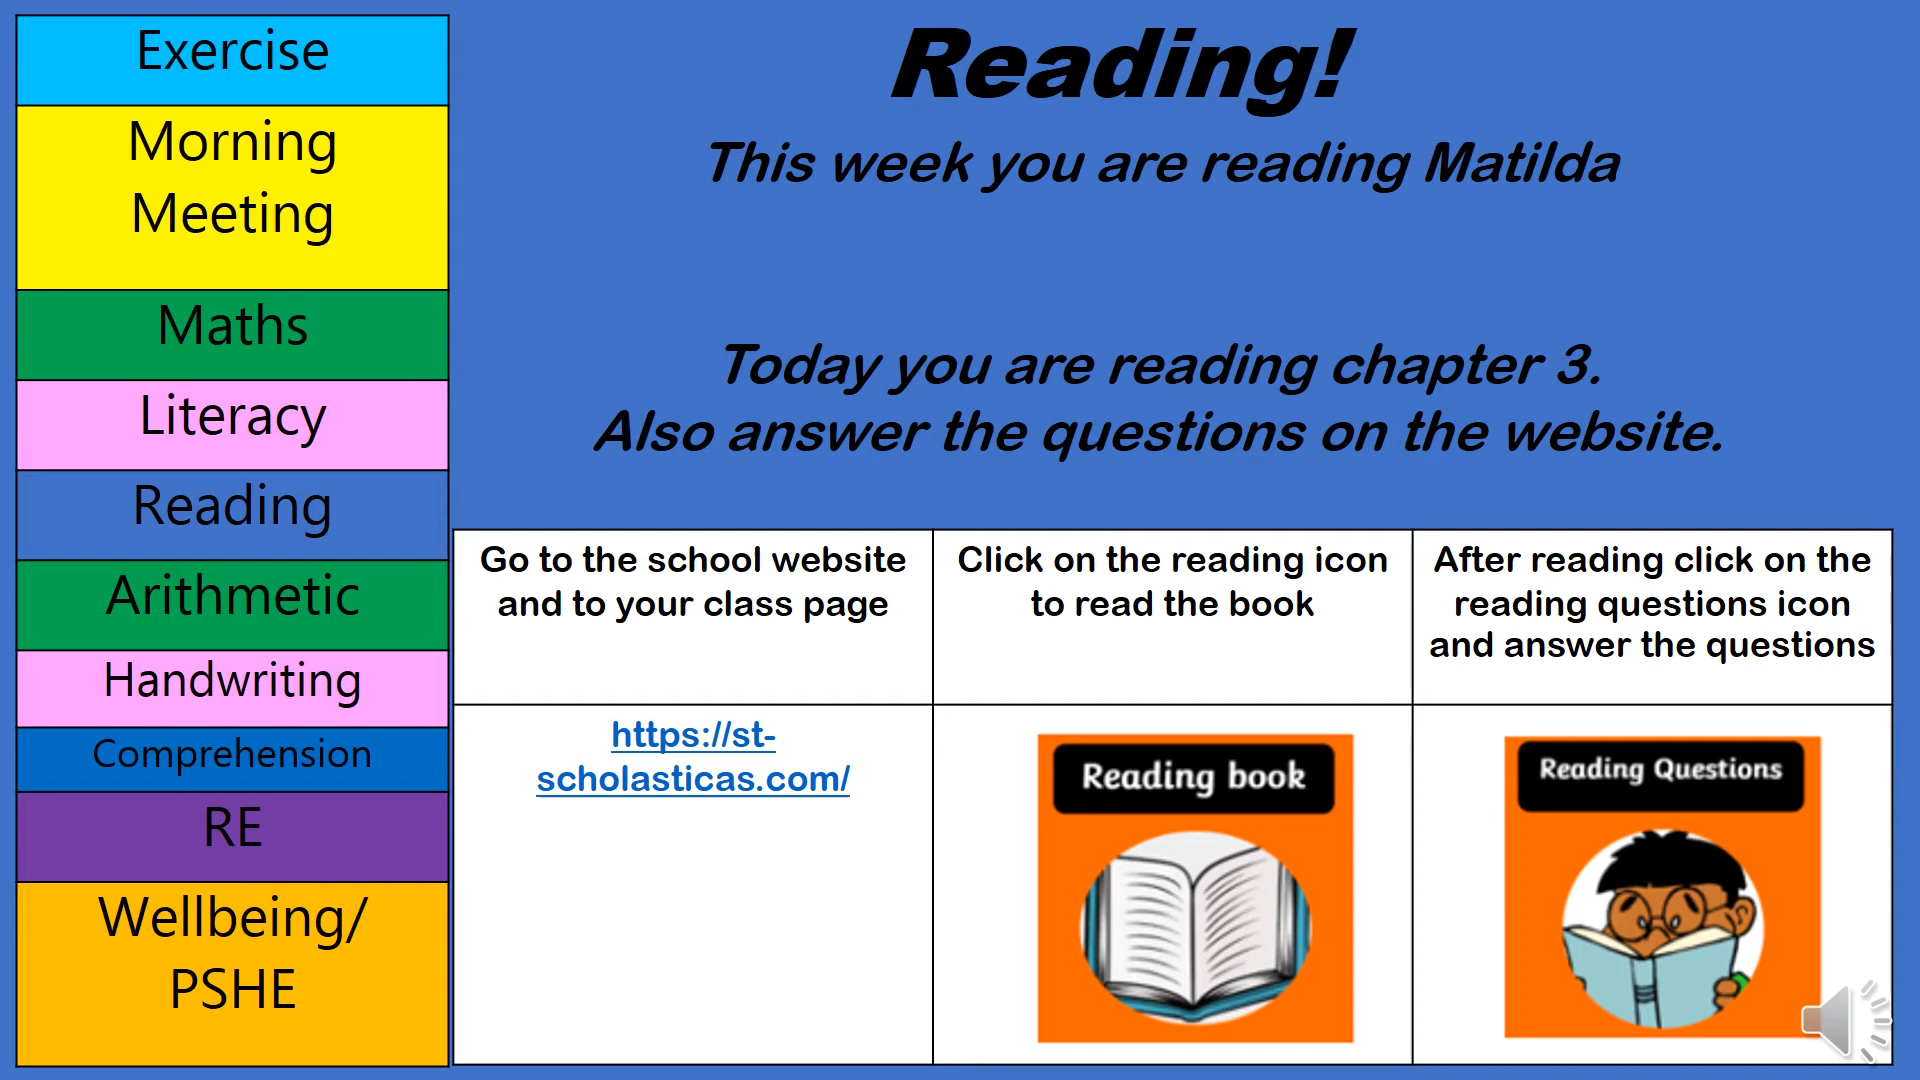 Exercise
Morning
Meeting
Maths
Literacy
Reading
Arithmetic
Handwriting
Comprehension
RE
Wellbeing/
PSHE
Reading!
This week you are reading Matilda
Today you are reading chapter 3.
Also answer the questions on the website.
Go to the school website
and to your class page
Click on the reading icon
to read the book
After reading click on the
reading questions icon
and answer the questions
https://st-
scholasticas.com/
Reading book
Reading Questions